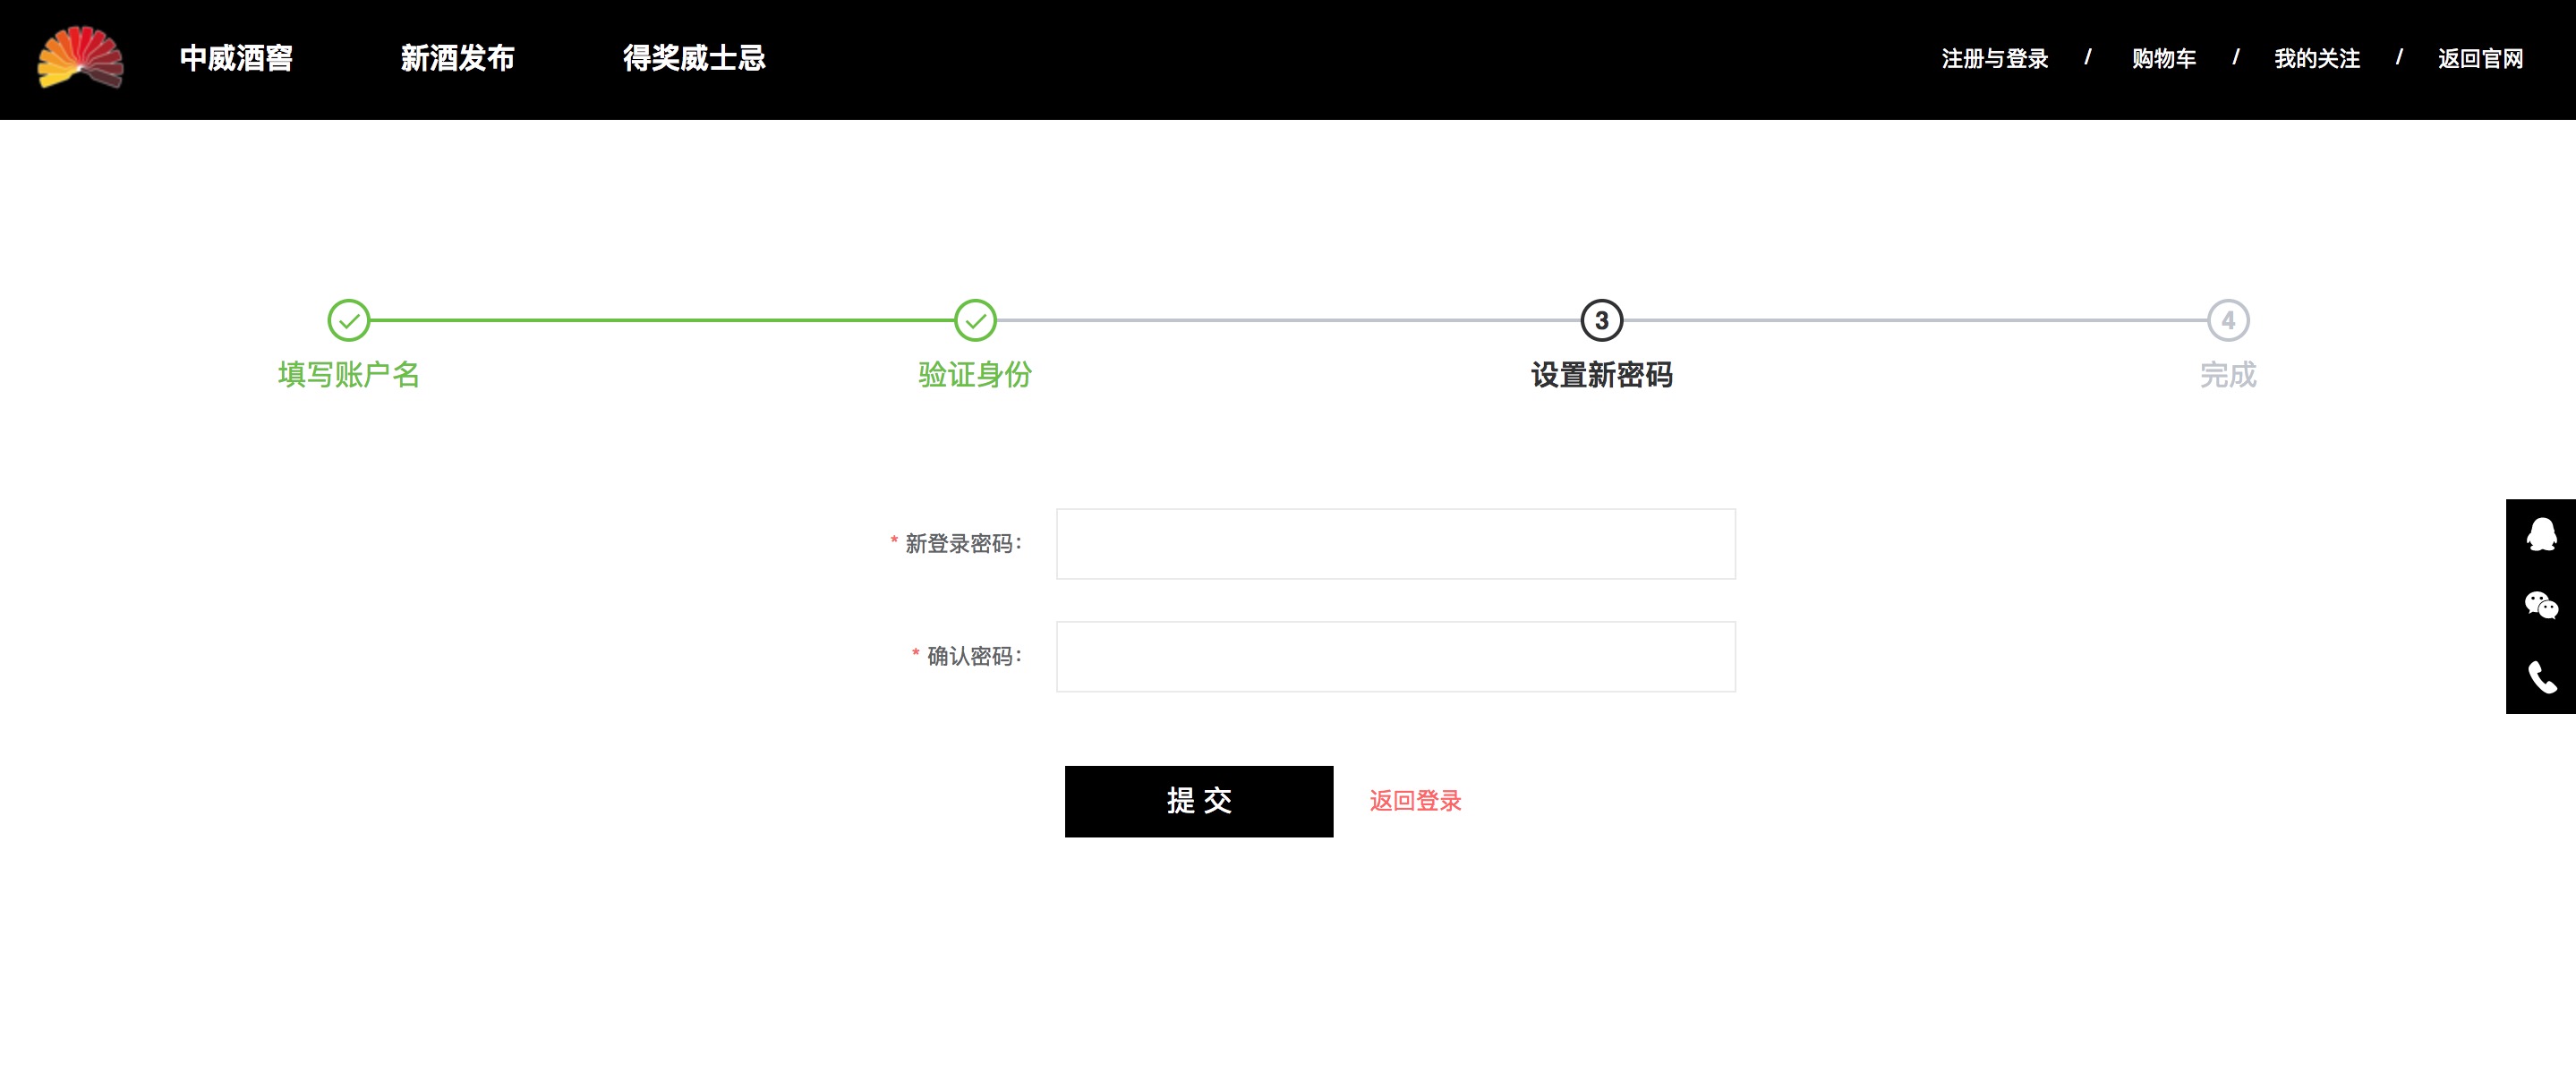 中威酒窖 新酒发布 得奖威士忌 注册与登录 / 购物车 / 我的关注 / 返回官网
3 4
填写账户名 验证身份 设置新密码 完成
* 新登录密码：
* 确认密码：
提 交 返回登录